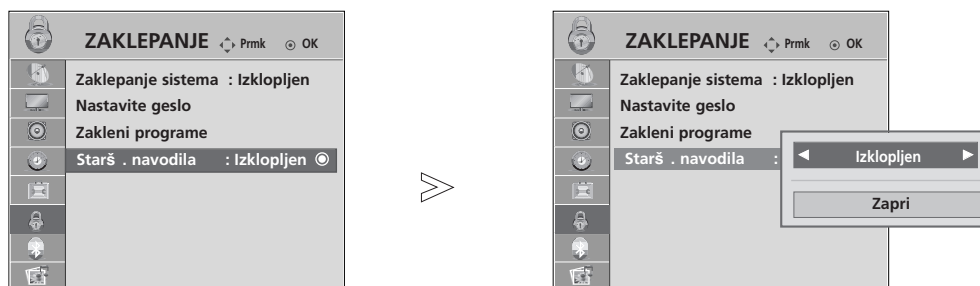 ZAKLEPANJE Prmk OK
Zaklepanje sistema : Izklopljen
Nastavite geslo
Zakleni programe
Starš . navodila : Izklopljen
ZAKLEPANJE Prmk OK
Zaklepanje sistema : Izklopljen
Nastavite geslo
Zakleni programe
Starš . navodila :
Izklopljen
Zapri